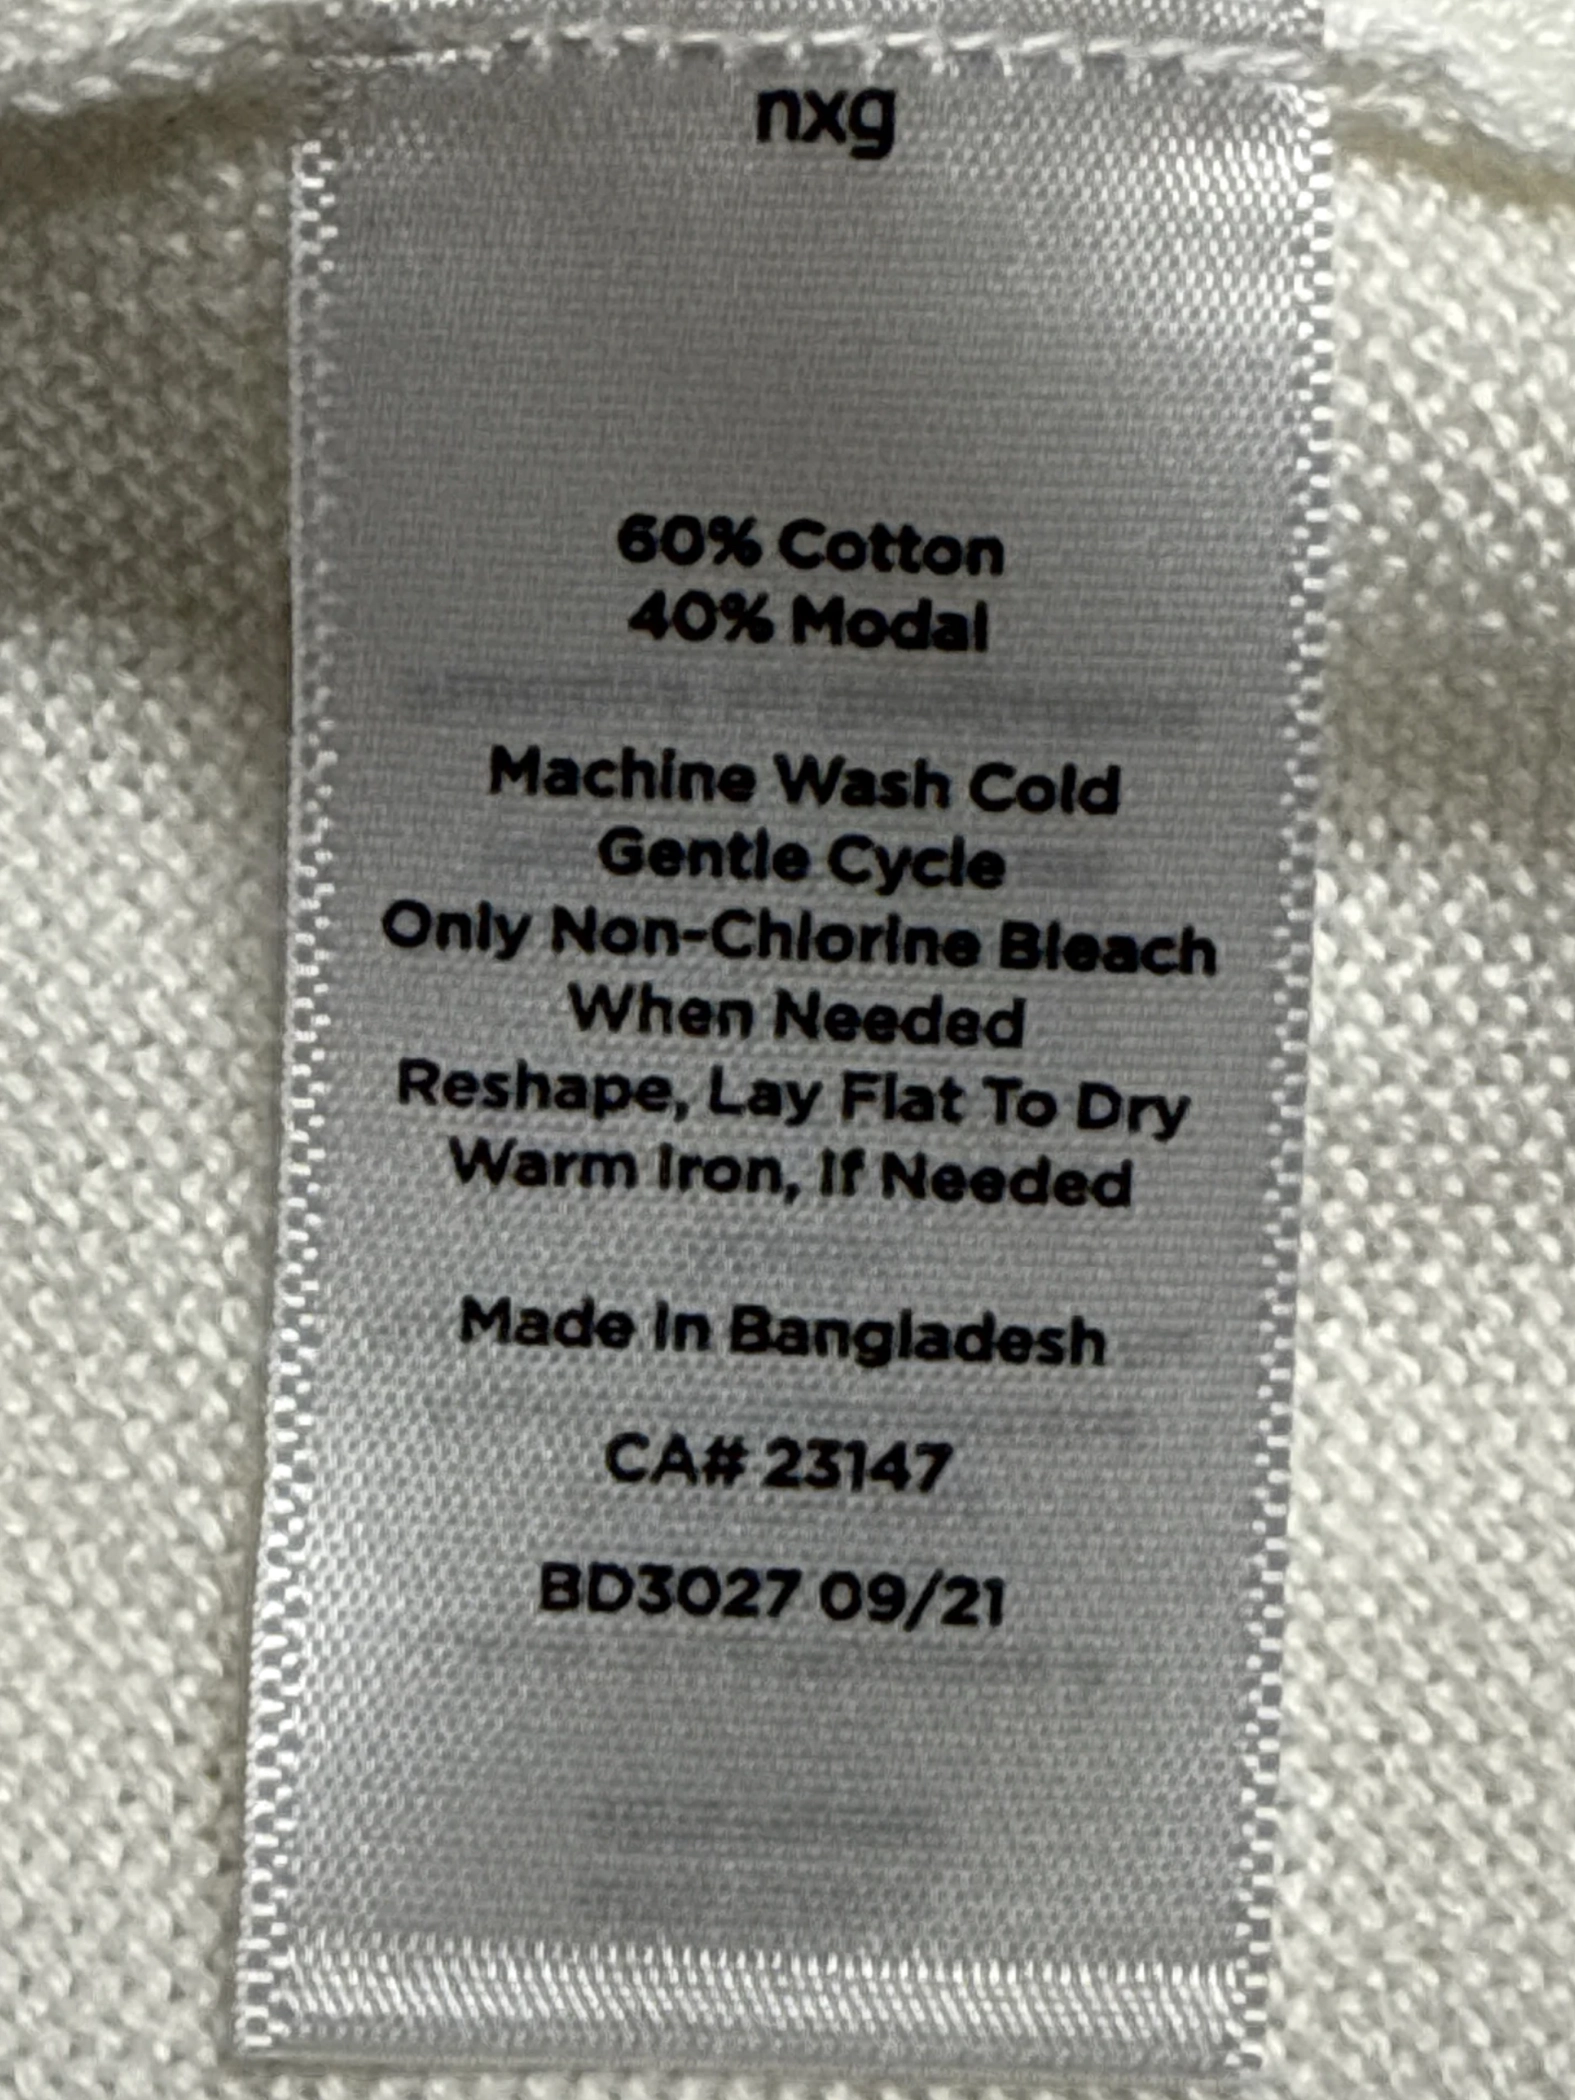 nxg
60% Cotton
40% Modal
Machine Wash Cold
Gentle Cycle
Only Non-Chlorine Bleach
When Needed
Reshape, Lay Flat To Dry
Warm Iron, If Needed
Made In Bangladesh
CA# 23147
BD3027 09/21